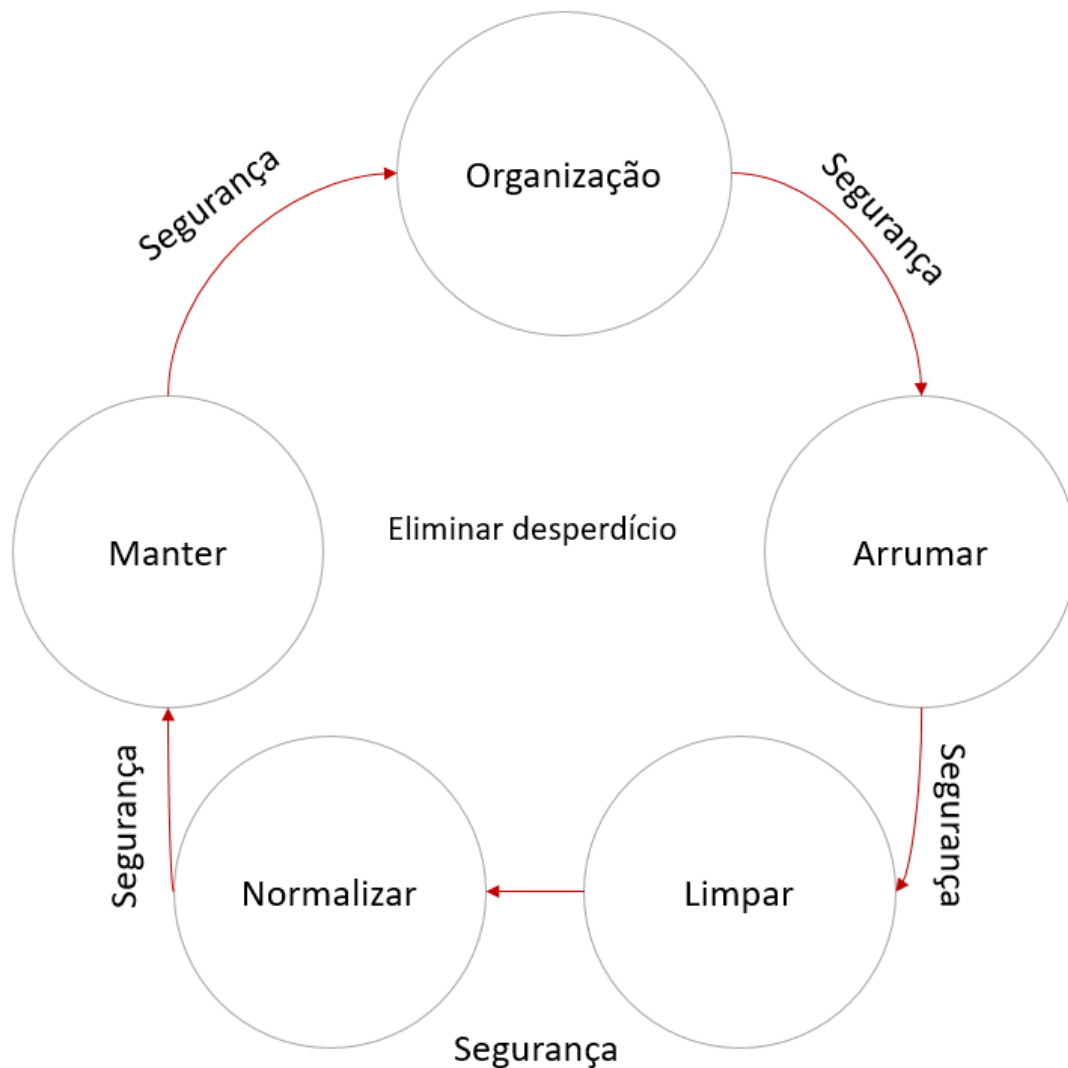 Organização
Segurança
Segurança
Manter
Eliminar desperdício
Arrumar
Segurança
Segurança
Normalizar
Limpar
Segurança